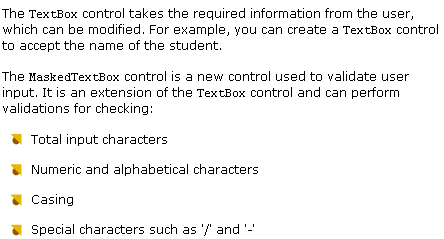 The TextBox control takes the required information from the user,
which can be modified. For example, you can create a TextBox control
to accept the name of the student.
The MaskedTextBox control is a new control used to validate user
input. It is an extension of the TextBox control and can perform
validations for checking:
Total input characters
Numeric and alphabetical characters
Casing
Special characters such as '/' and '-'